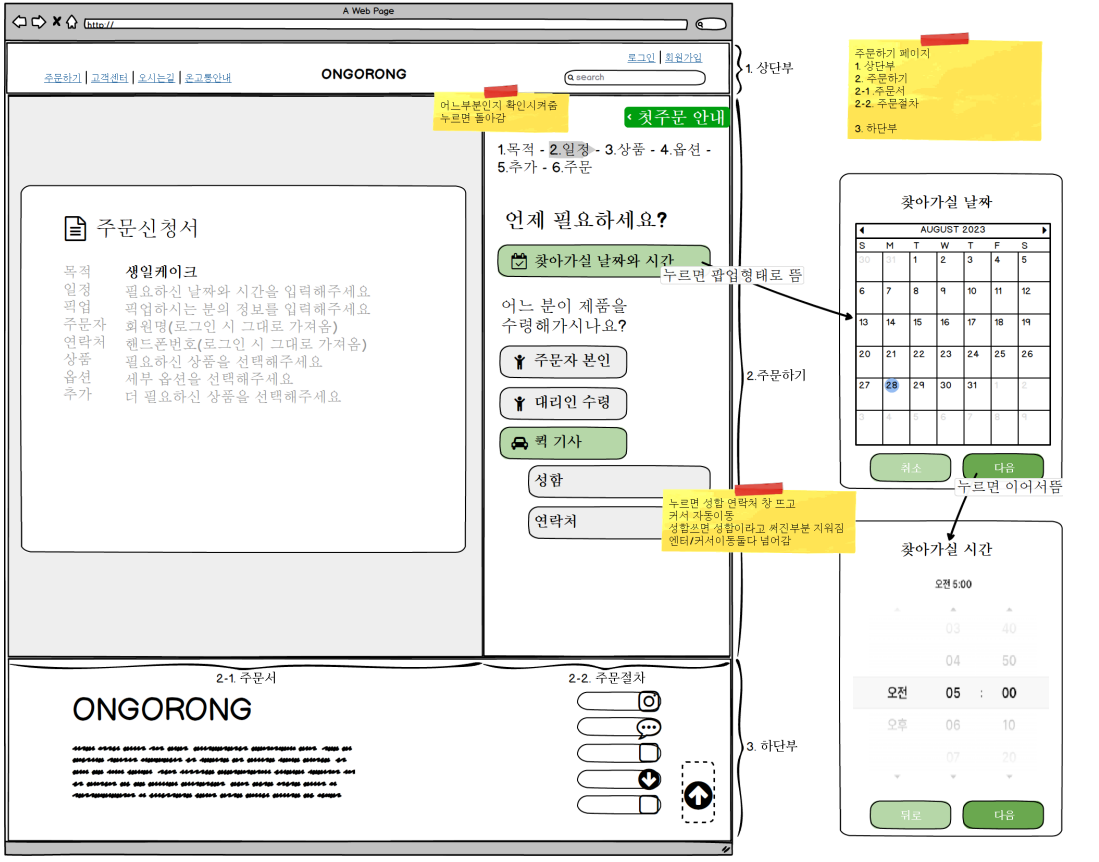 A Web Page
http://
로그인 | 회원가입
주문하기 | 고객센터 | 오시는길 | 온고롱안내
ONGORONG
search
1. 상단부
어느부분인지 확인시켜줌
누르면 돌아감
첫주문 안내
1.목적 - 2.일정 - 3.상품 - 4.옵션 -
5.추가 - 6.주문
주문신청서
목적 생일케이크
일정 필요하신 날짜와 시간을 입력해주세요
픽업 픽업하시는 분의 정보를 입력해주세요
주문자 회원명(로그인 시 그대로 가져옴)
연락처 핸드폰번호(로그인 시 그대로 가져옴)
상품 필요하신 상품을 선택해주세요
옵션 세부 옵션을 선택해주세요
추가 더 필요하신 상품을 선택해주세요
언제 필요하세요?
찾아가실 날짜와 시간
누르면 팝업형태로 뜸
어느 분이 제품을
수령해가시나요?
주문자 본인
대리인 수령
퀵 기사
성함
연락처
2.주문하기
누르면 성함 연락처 창 뜨고
커서 자동이동
성함쓰면 성함이라고 써진부분 지워짐
엔터/커서이동둘다 넘어감
2-1. 주문서
2-2. 주문절차
ONGORONG
3. 하단부
주문하기 페이지
1. 상단부
2. 주문하기
2-1.주문서
2-2. 주문절차
3. 하단부
찾아가실 날짜
AUGUST 2023
S M T W T F S
30 31 1 2 3 4 5
6 7 8 9 10 11 12
13 14 15 16 17 18 19
20 21 22 23 24 25 26
27 28 29 30 31 1 2
3 4 5 6 7 8 9
취소 다음
누르면 이어서뜸
찾아가실 시간
오전 5:00
03 40
04 50
오전 05 : 00
오후 06 10
07 20
뒤로 다음